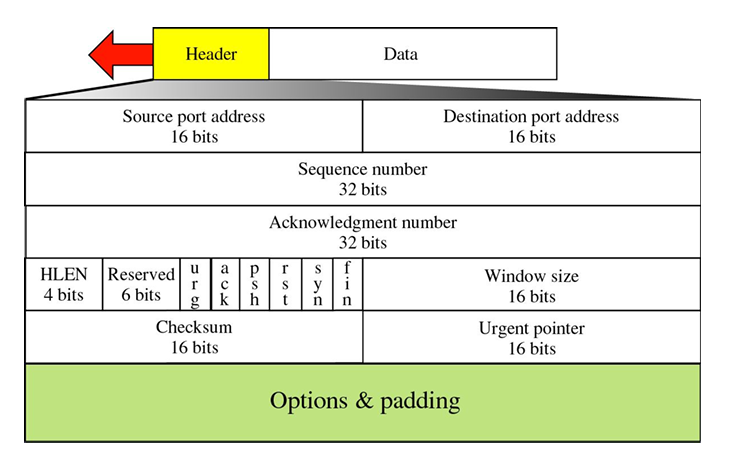 Header
Data
Source port address
16 bits
Destination port address
16 bits
Sequence number
32 bits
Acknowledgment number
32 bits
HLEN
4 bits
Reserved
6 bits
urg
ack
psh
rst
syn
fin
Window size
16 bits
Checksum
16 bits
Urgent pointer
16 bits
Options & padding